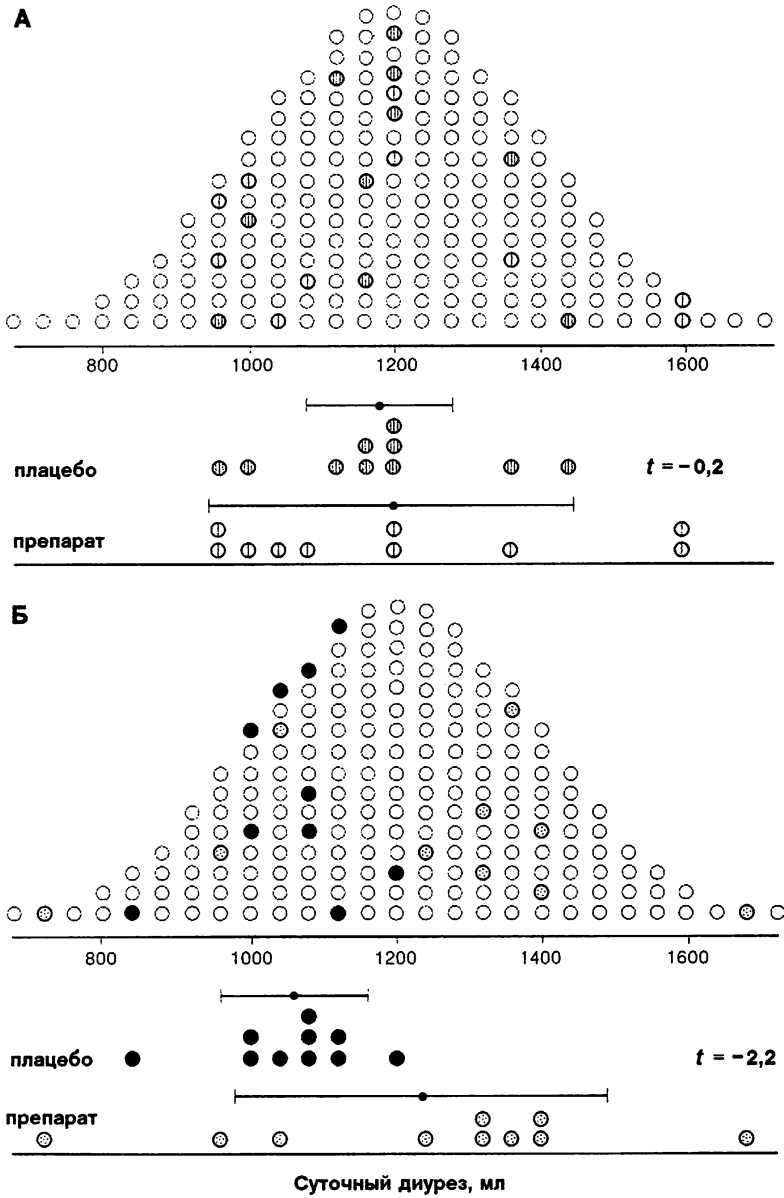 А
800 1000 1200 1400 1600
плацебо t = −0,2
препарат
Б
800 1000 1200 1400 1600
плацебо t = −2,2
препарат
Суточный диурез, мл